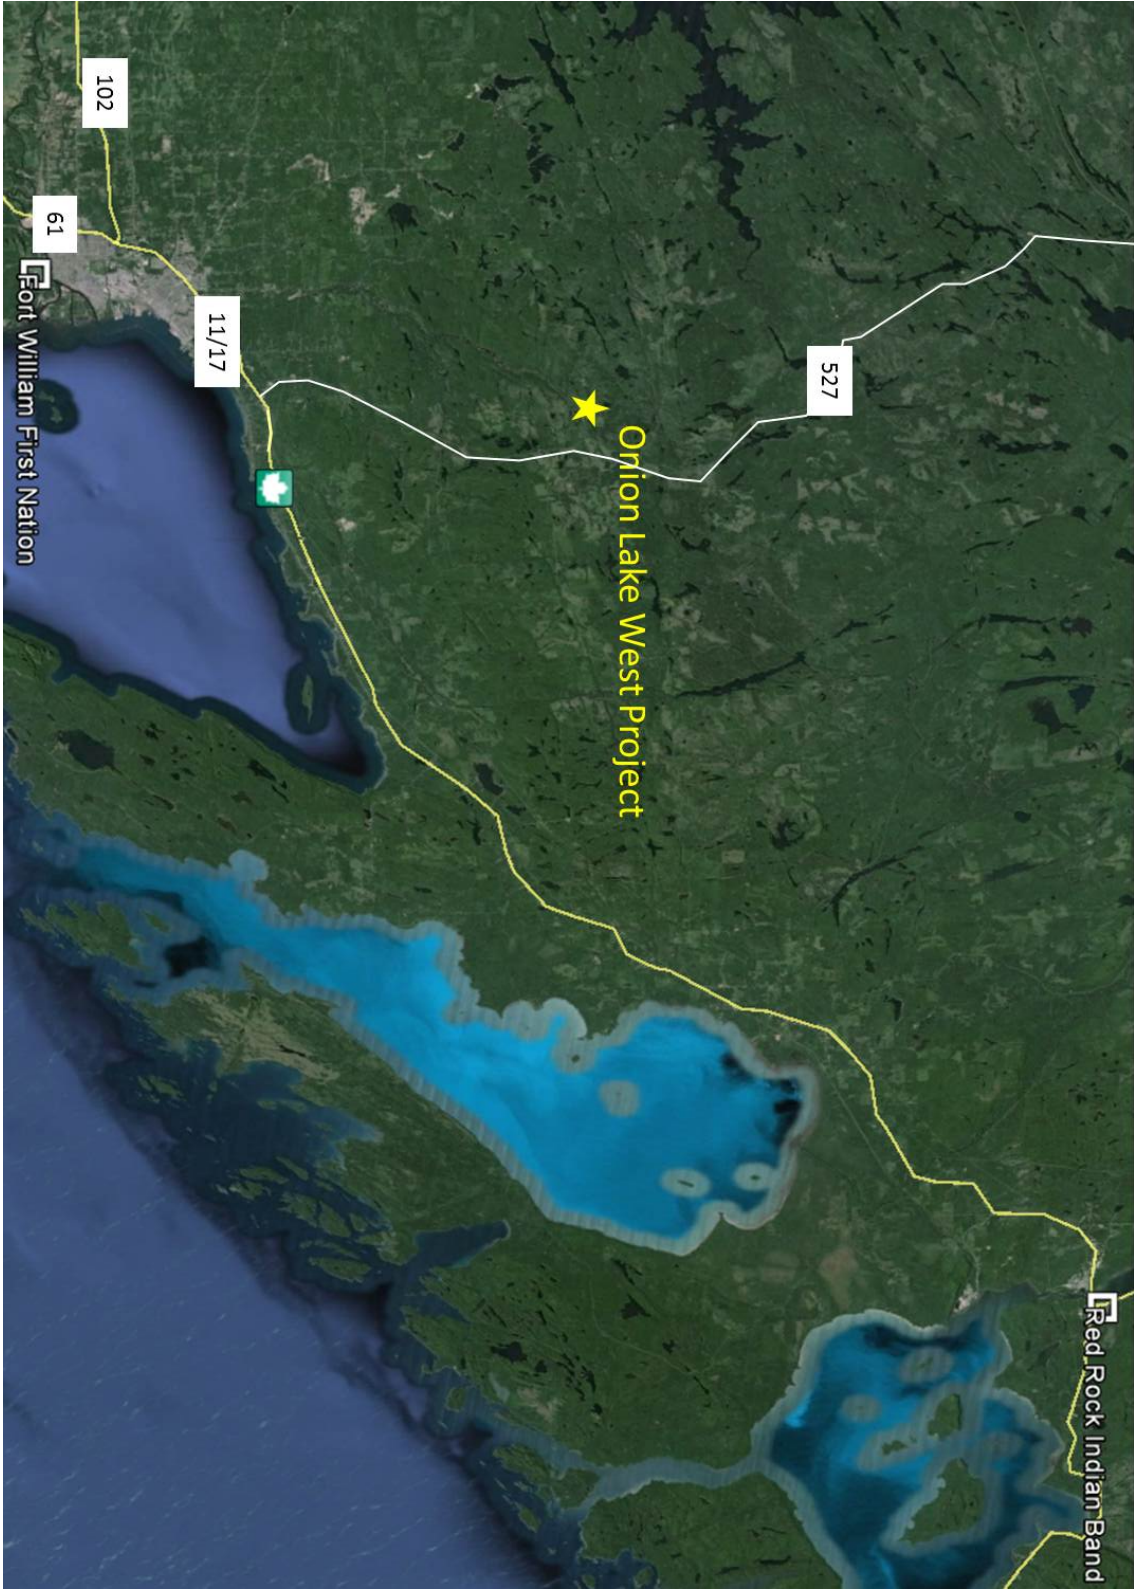 Red Rock Indian Band
527
Onion Lake West Project
11/17
102
61
Fort William First Nation